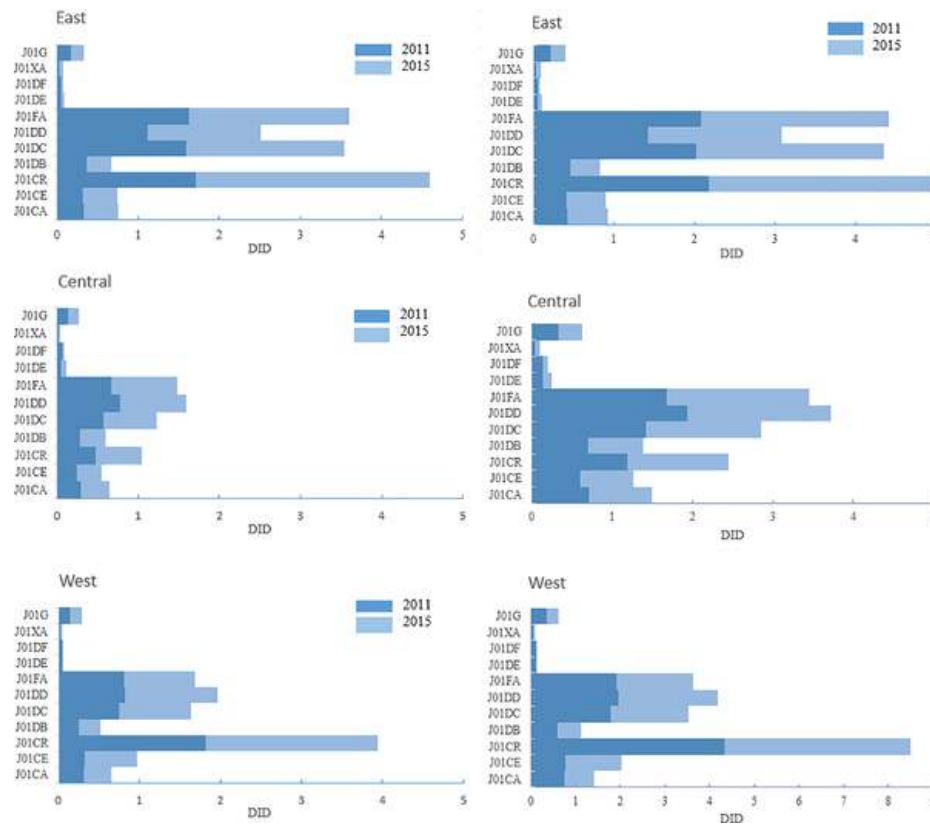 East
J01G
J01XA
J01DF
J01DE
J01FA
J01DD
J01DC
J01DB
J01CR
J01CE
J01CA
0 1 2 3 4 5
DID
2011
2015
East
J01G
J01XA
J01DF
J01DE
J01FA
J01DD
J01DC
J01DB
J01CR
J01CE
J01CA
0 1 2 3 4
DID
2011
2015
Central
J01G
J01XA
J01DF
J01DE
J01FA
J01DD
J01DC
J01DB
J01CR
J01CE
J01CA
0 1 2 3 4 5
DID
2011
2015
Central
J01G
J01XA
J01DF
J01DE
J01FA
J01DD
J01DC
J01DB
J01CR
J01CE
J01CA
0 1 2 3 4
DID
West
J01G
J01XA
J01DF
J01DE
J01FA
J01DD
J01DC
J01DB
J01CR
J01CE
J01CA
0 1 2 3 4 5
DID
2011
2015
West
J01G
J01XA
J01DF
J01DE
J01FA
J01DD
J01DC
J01DB
J01CR
J01CE
J01CA
0 1 2 3 4 5 6 7 8
DID